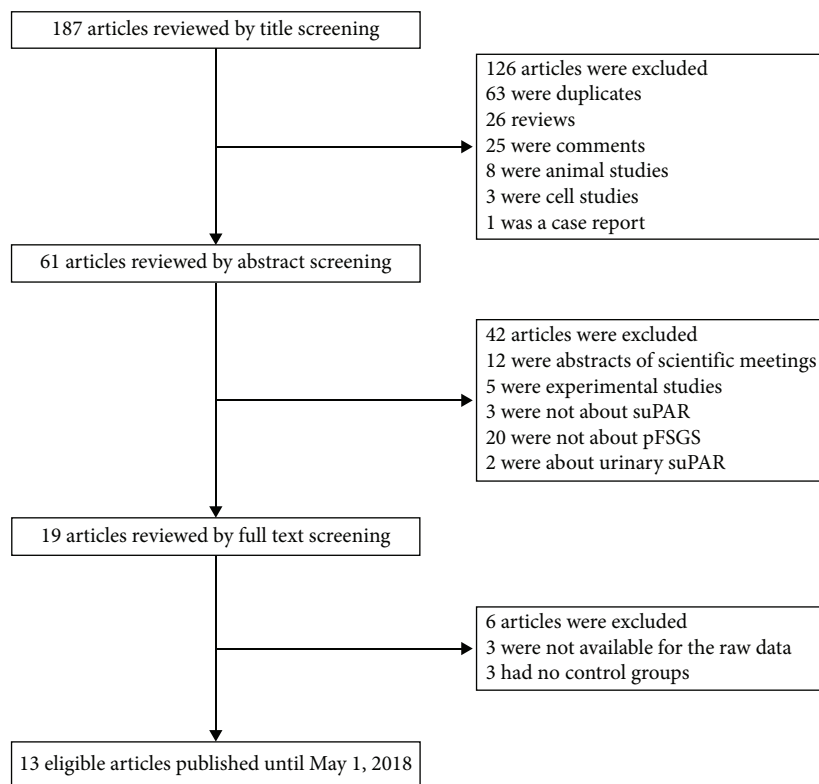 187 articles reviewed by title screening
126 articles were excluded
63 were duplicates
26 reviews
25 were comments
8 were animal studies
3 were cell studies
1 was a case report
61 articles reviewed by abstract screening
42 articles were excluded
12 were abstracts of scientific meetings
5 were experimental studies
3 were not about suPAR
20 were not about pFSGS
2 were about urinary suPAR
19 articles reviewed by full text screening
6 articles were excluded
3 were not available for the raw data
3 had no control groups
13 eligible articles published until May 1, 2018